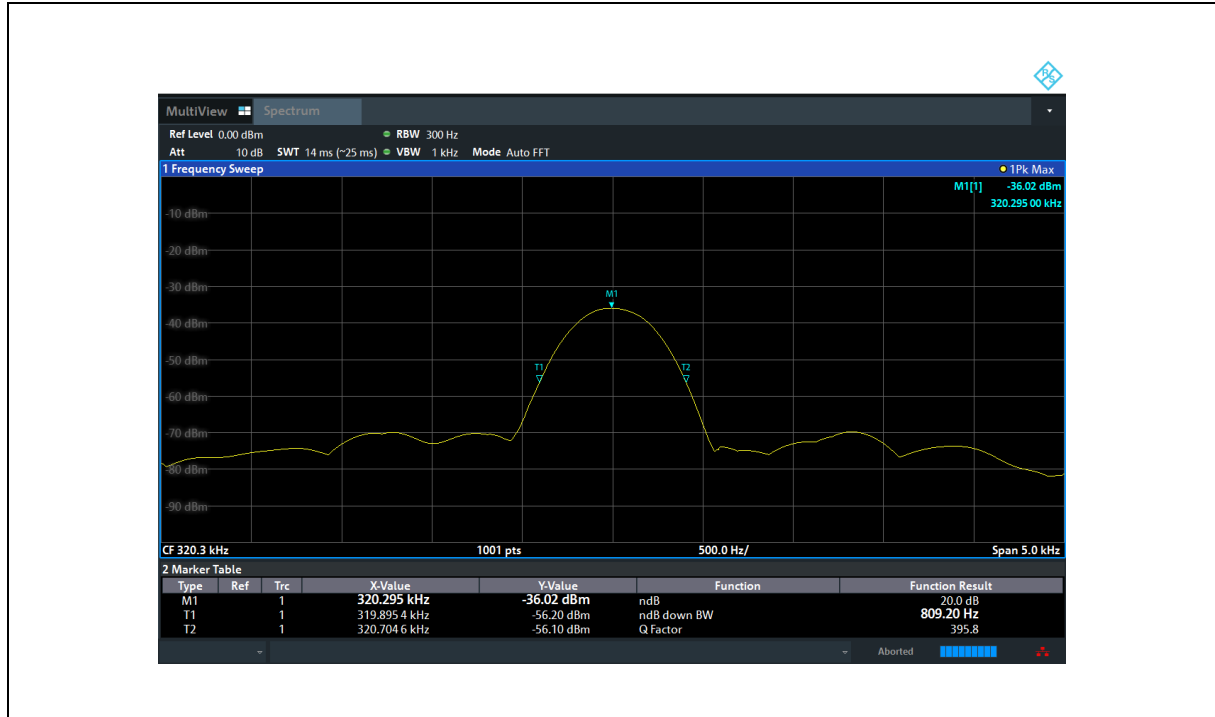 R&S
MultiView Spectrum
Ref Level 0.00 dBm RBW 300 Hz
Att 10 dB SWT 14 ms (~25 ms) VBW 1 kHz Mode Auto FFT
1 Frequency Sweep 1Pk Max
M1[1] -36.02 dBm
320.295 00 kHz
-10 dBm
-20 dBm
-30 dBm
M1
-40 dBm
-50 dBm
T1 T2
-60 dBm
-70 dBm
-80 dBm
-90 dBm
CF 320.3 kHz 1001 pts 500.0 Hz/ Span 5.0 kHz
2 Marker Table
Type Ref Trc X-Value Y-Value Function Function Result
M1 1 320.295 kHz -36.02 dBm ndB 20.0 dB
T1 1 319.895 4 kHz -56.20 dBm ndB down BW 809.20 Hz
T2 1 320.704 6 kHz -56.10 dBm Q Factor 395.8
Aborted